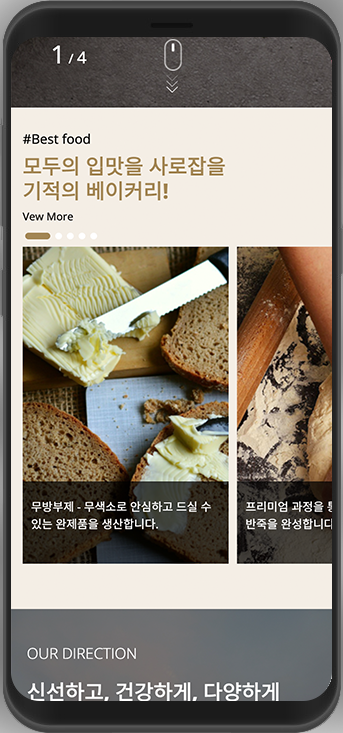 1 / 4
#Best food
모두의 입맛을 사로잡을
기적의 베이커리!
Vew More
무방부제 - 무색소로 안심하고 드실 수
있는 완제품을 생산합니다.
프리미엄 과정을
반죽을 완성합니다
OUR DIRECTION
신선하고, 건강하게, 다양하게